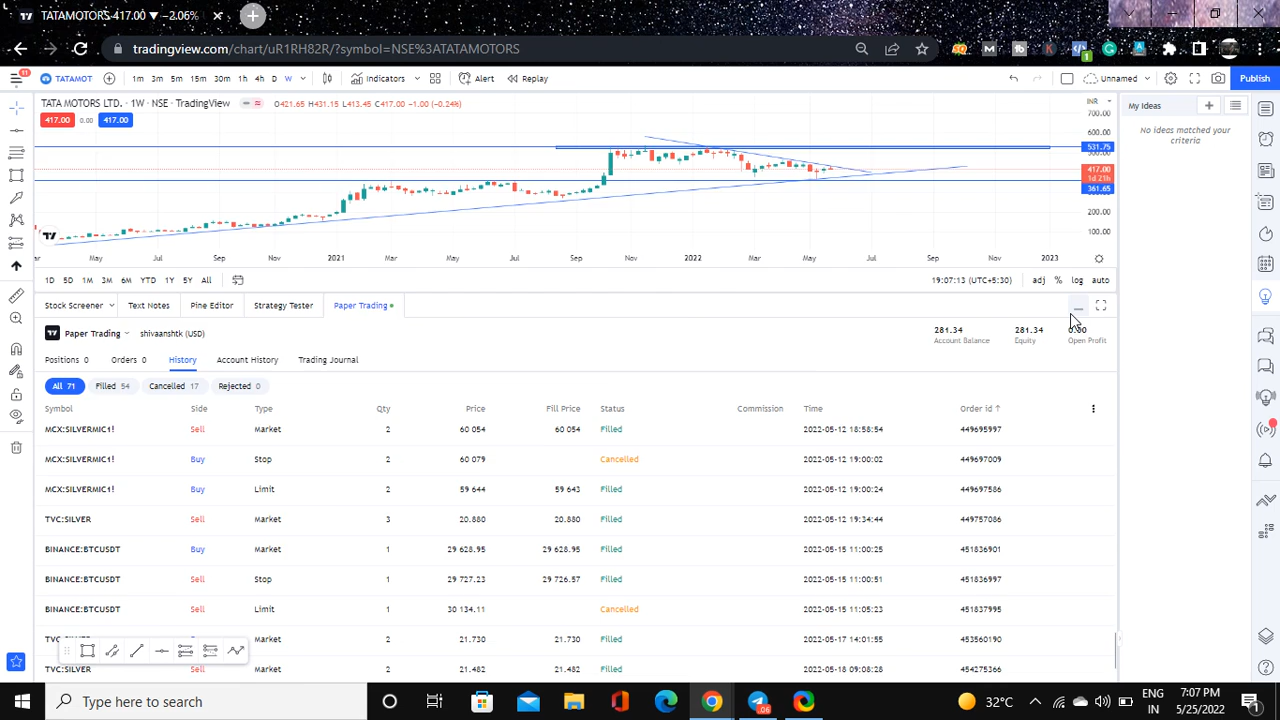 TATAMOTORS 417.00 ▼ −2.06%
tradingview.com/chart/uR1RH82R/?symbol=NSE%3ATATAMOTORS
11 TATAMOT 1m 3m 5m 15m 30m 1h 4h D W Indicators Alert Replay Unnamed Publish
TATA MOTORS LTD. · 1W · NSE · TradingView O421.65 H431.15 L413.45 C417.00 −1.00 (−0.24%)
417.00 0.00 417.00
INR
700.00
600.00
531.75
417.00
1d 21h
361.65
200.00
100.00
My Ideas
No ideas matched your
criteria
May Jul Sep Nov 2021 Mar May Jul Sep Nov 2022 Mar May Jul Sep Nov 2023
1D 5D 1M 3M 6M YTD 1Y 5Y All 19:07:13 (UTC+5:30) adj % log auto
Stock Screener Text Notes Pine Editor Strategy Tester Paper Trading
Paper Trading shivaanshtk (USD)
281.34 281.34 0.00
Account Balance Equity Open Profit
Positions 0 Orders 0 History Account History Trading Journal
All 71 Filled 54 Cancelled 17 Rejected 0
Symbol Side Type Qty Price Fill Price Status Commission Time Order id ↑
MCX:SILVERMIC1! Sell Market 2 60 054 60 054 Filled 2022-05-12 18:58:54 449695997
MCX:SILVERMIC1! Buy Stop 2 60 079 Cancelled 2022-05-12 19:00:02 449697009
MCX:SILVERMIC1! Buy Limit 2 59 644 59 643 Filled 2022-05-12 19:00:24 449697586
TVC:SILVER Sell Market 3 20.880 20.880 Filled 2022-05-12 19:34:44 449757086
BINANCE:BTCUSDT Buy Market 1 29 628.95 29 628.95 Filled 2022-05-15 11:00:25 451836901
BINANCE:BTCUSDT Sell Stop 1 29 727.23 29 726.57 Filled 2022-05-15 11:00:51 451836997
BINANCE:BTCUSDT Sell Limit 1 30 134.11 Cancelled 2022-05-15 11:05:23 451837995
Market 2 21.730 21.730 Filled 2022-05-17 14:01:55 453560190
TVC:SILVER Sell Market 2 21.482 21.482 Filled 2022-05-18 09:08:28 454275366
Type here to search 32°C ENG
IN 7:07 PM
5/25/2022